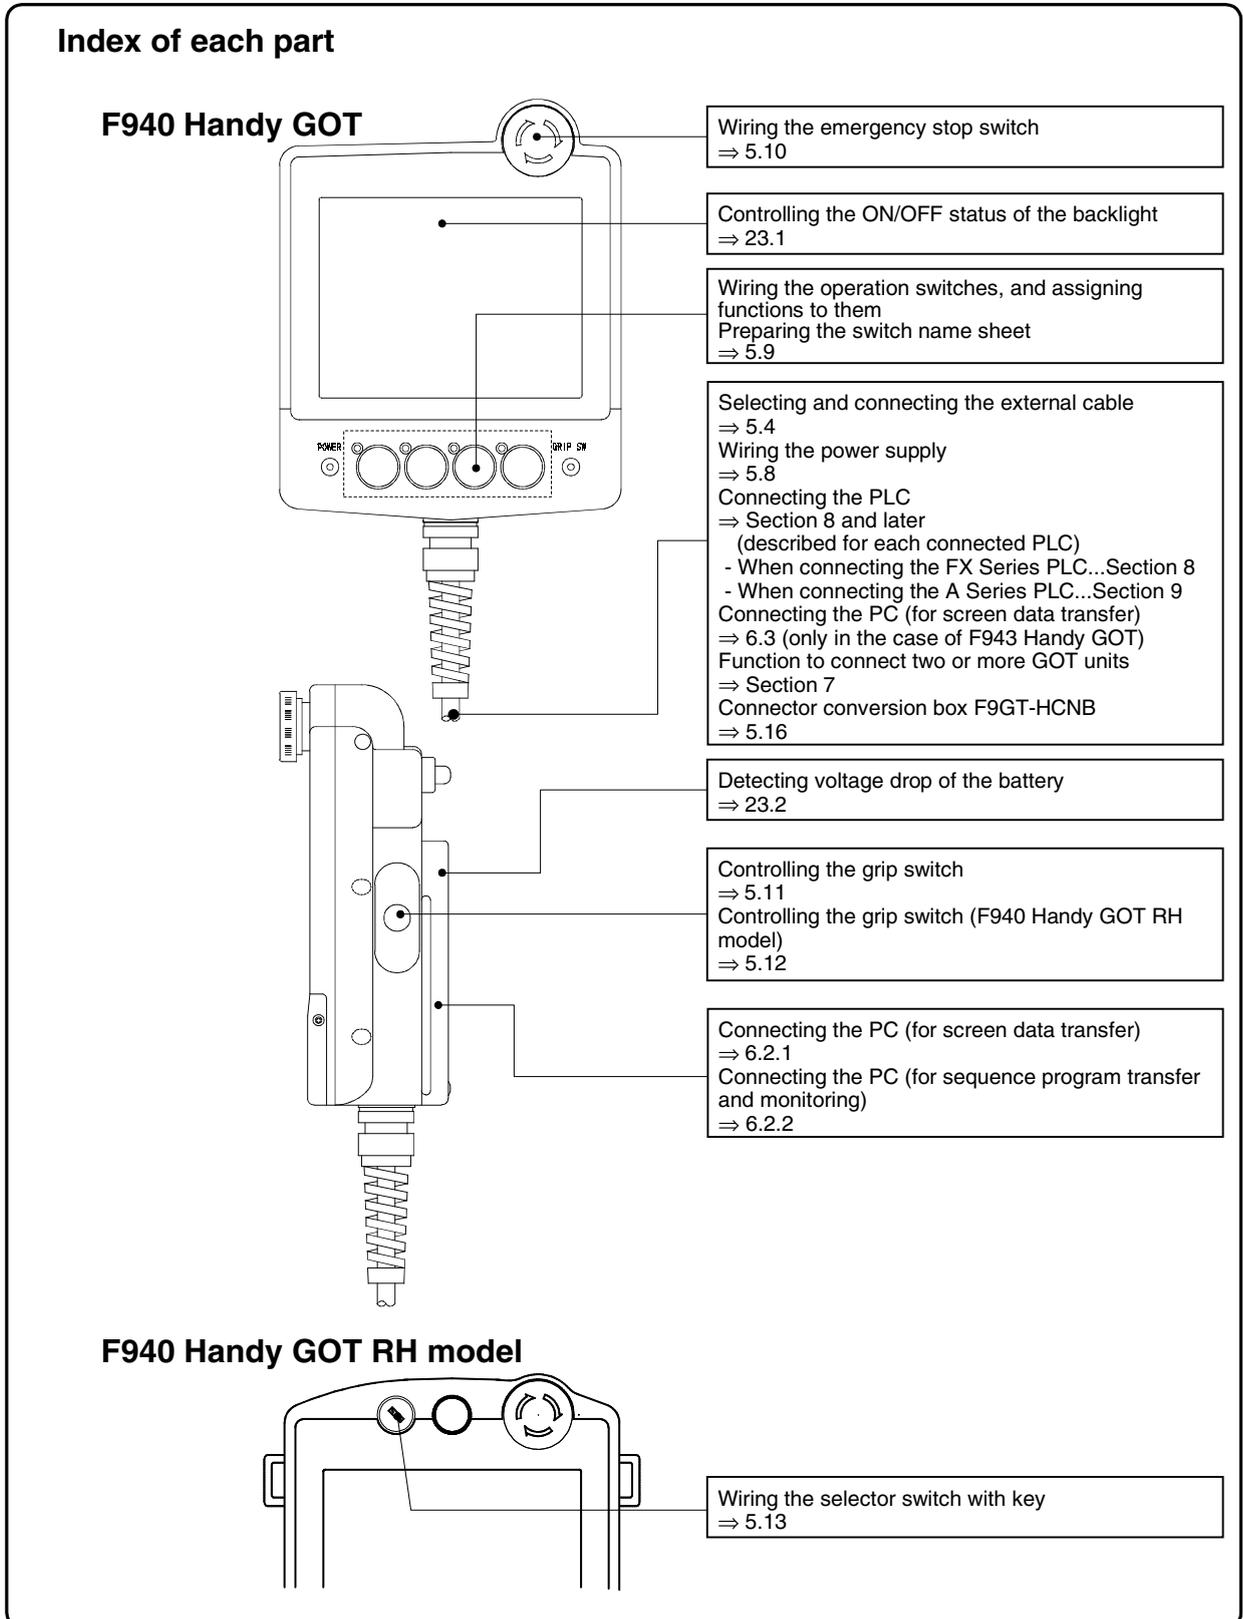 Index of each part
F940 Handy GOT
Wiring the emergency stop switch
⇒ 5.10
Controlling the ON/OFF status of the backlight
⇒ 23.1
Wiring the operation switches, and assigning
functions to them
Preparing the switch name sheet
⇒ 5.9
POWER
GRIP SW
Selecting and connecting the external cable
⇒ 5.4
Wiring the power supply
⇒ 5.8
Connecting the PLC
⇒ Section 8 and later
(described for each connected PLC)
- When connecting the FX Series PLC...Section 8
- When connecting the A Series PLC...Section 9
Connecting the PC (for screen data transfer)
⇒ 6.3 (only in the case of F943 Handy GOT)
Function to connect two or more GOT units
⇒ Section 7
Connector conversion box F9GT-HCNB
⇒ 5.16
Detecting voltage drop of the battery
⇒ 23.2
Controlling the grip switch
⇒ 5.11
Controlling the grip switch (F940 Handy GOT RH
model)
⇒ 5.12
Connecting the PC (for screen data transfer)
⇒ 6.2.1
Connecting the PC (for sequence program transfer
and monitoring)
⇒ 6.2.2
F940 Handy GOT RH model
Wiring the selector switch with key
⇒ 5.13